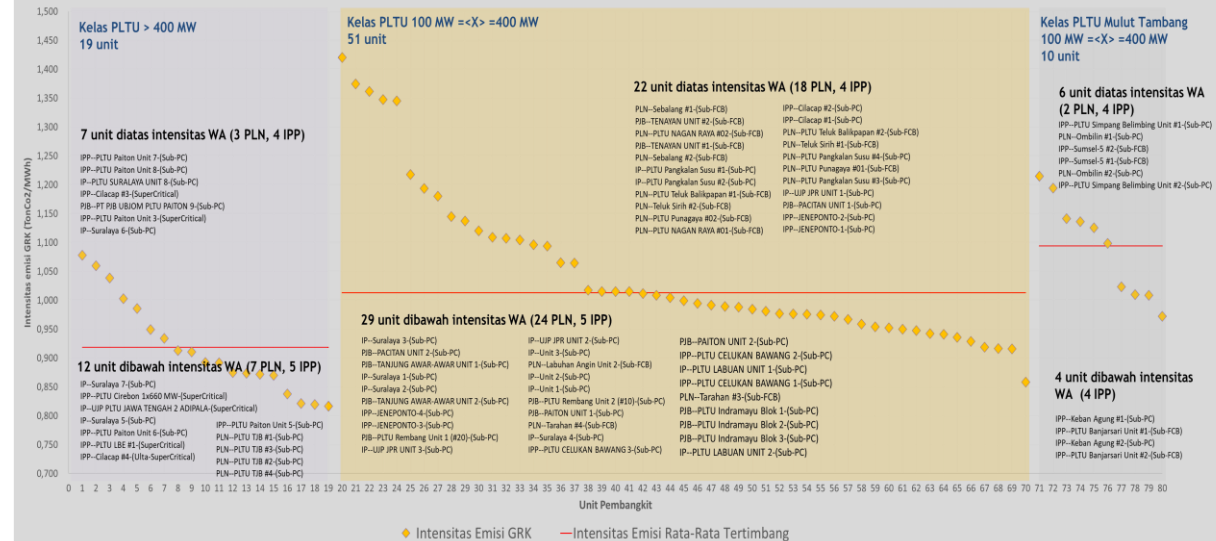 Kelas PLTU > 400 MW
19 unit
Kelas PLTU 100 MW =<X> =400 MW
51 unit
Kelas PLTU Mulut Tambang
100 MW =<X> =400 MW
10 unit
7 unit diatas intensitas WA (3 PLN, 4 IPP)
IPP--PLTU Paiton Unit 7-(Sub-PC)
IPP--PLTU Paiton Unit 8-(Sub-PC)
IP--PLTU SURALAYA UNIT 8-(Sub-PC)
IPP--Cilacap #3-(SuperCritical)
PJB--PT PJB UBJOM PLTU PAITON 9-(Sub-PC)
IPP--PLTU Paiton Unit 3-(SuperCritical)
IP--Suralaya 6-(Sub-PC)
12 unit dibawah intensitas WA (7 PLN, 5 IPP)
IP--Suralaya 7-(Sub-PC)
IPP--PLTU Cirebon 1x660 MW-(SuperCritical)
IP--UJP PLTU JAWA TENGAH 2 ADIPALA-(SuperCritical)
IP--Suralaya 5-(Sub-PC)
IPP--PLTU Paiton Unit 6-(Sub-PC)
IPP--PLTU LBE #1-(SuperCritical)
IPP--Cilacap #4-(Ulta-SuperCritical)
IPP--PLTU Paiton Unit 5-(Sub-PC)
PLN--PLTU TJB #1-(Sub-PC)
PLN--PLTU TJB #3-(Sub-PC)
PLN--PLTU TJB #2-(Sub-PC)
PLN--PLTU TJB #4-(Sub-PC)
22 unit diatas intensitas WA (18 PLN, 4 IPP)
PLN--Sebalang #1-(Sub-FCB)
PJB--TENAYAN UNIT #2-(Sub-FCB)
PLN--PLTU NAGAN RAYA #02-(Sub-FCB)
PJB--TENAYAN UNIT #1-(Sub-FCB)
PLN--Sebalang #2-(Sub-FCB)
IP--PLTU Pangkalan Susu #1-(Sub-PC)
IP--PLTU Pangkalan Susu #2-(Sub-PC)
PLN--PLTU Teluk Balikpapan #1-(Sub-FCB)
PLN--Teluk Sirih #2-(Sub-FCB)
PLN--PLTU Punagaya #02-(Sub-FCB)
PLN--PLTU NAGAN RAYA #01-(Sub-FCB)
IPP--Cilacap #2-(Sub-PC)
IPP--Cilacap #1-(Sub-PC)
PLN--PLTU Teluk Balikpapan #2-(Sub-FCB)
PLN--Teluk Sirih #1-(Sub-FCB)
PLN--PLTU Pangkalan Susu #4-(Sub-PC)
PLN--PLTU Punagaya #01-(Sub-FCB)
PLN--PLTU Pangkalan Susu #3-(Sub-PC)
IP--UJP JPR UNIT 1-(Sub-PC)
PJB--PACITAN UNIT 1-(Sub-PC)
IPP--JENEPONTO-2-(Sub-PC)
IPP--JENEPONTO-1-(Sub-PC)
29 unit dibawah intensitas WA (24 PLN, 5 IPP)
IP--Suralaya 3-(Sub-PC)
PJB--PACITAN UNIT 2-(Sub-PC)
PJB--TANJUNG AWAR-AWAR UNIT 1-(Sub-PC)
IP--Suralaya 1-(Sub-PC)
IP--Suralaya 2-(Sub-PC)
PJB--TANJUNG AWAR-AWAR UNIT 2-(Sub-PC)
IPP--JENEPONTO-4-(Sub-PC)
IPP--JENEPONTO-3-(Sub-PC)
PJB--PLTU Rembang Unit 1 (#20)-(Sub-PC)
IP--UJP JPR UNIT 3-(Sub-PC)
IP--UJP JPR UNIT 2-(Sub-PC)
IP--Unit 3-(Sub-PC)
PLN--Labuhan Angin Unit 2-(Sub-FCB)
IP--Unit 2-(Sub-PC)
IP--Unit 1-(Sub-PC)
PJB--PLTU Rembang Unit 2 (#10)-(Sub-PC)
PJB--PAITON UNIT 1-(Sub-PC)
PLN--Tarahan #4-(Sub-FCB)
IP--Suralaya 4-(Sub-PC)
IPP--PLTU CELUKAN BAWANG 3-(Sub-PC)
PJB--PAITON UNIT 2-(Sub-PC)
IPP--PLTU CELUKAN BAWANG 2-(Sub-PC)
IP--PLTU LABUAN UNIT 1-(Sub-PC)
IPP--PLTU CELUKAN BAWANG 1-(Sub-PC)
PLN--Tarahan #3-(Sub-FCB)
PJB--PLTU Indramayu Blok 1-(Sub-PC)
PJB--PLTU Indramayu Blok 2-(Sub-PC)
PJB--PLTU Indramayu Blok 3-(Sub-PC)
IP--PLTU LABUAN UNIT 2-(Sub-PC)
6 unit diatas intensitas WA
(2 PLN, 4 IPP)
IPP--PLTU Simpang Belimbing Unit #1-(Sub-PC)
PLN--Ombilin #1-(Sub-PC)
IPP--Sumsel-5 #2-(Sub-FCB)
IPP--Sumsel-5 #1-(Sub-FCB)
PLN--Ombilin #2-(Sub-PC)
IPP--PLTU Simpang Belimbing Unit #2-(Sub-PC)
4 unit dibawah intensitas
WA (4 IPP)
IPP--Keban Agung #1-(Sub-PC)
IPP--PLTU Banjarsari Unit #1-(Sub-FCB)
IPP--Keban Agung #2-(Sub-PC)
IPP--PLTU Banjarsari Unit #2-(Sub-FCB)
Intensitas emisi GRK (TonCo2/MWh)
1,500
1,450
1,400
1,350
1,300
1,250
1,200
1,150
1,100
1,050
1,000
0,950
0,900
0,850
0,800
0,750
0,700
0 1 2 3 4 5 6 7 8 9 10 11 12 13 14 15 16 17 18 19 20 21 22 23 24 25 26 27 28 29 30 31 32 33 34 35 36 37 38 39 40 41 42 43 44 45 46 47 48 49 50 51 52 53 54 55 56 57 58 59 60 61 62 63 64 65 66 67 68 69 70 71 72 73 74 75 76 77 78 79 80
Unit Pembangkit
Intensitas Emisi GRK
Intensitas Emisi Rata-Rata Tertimbang